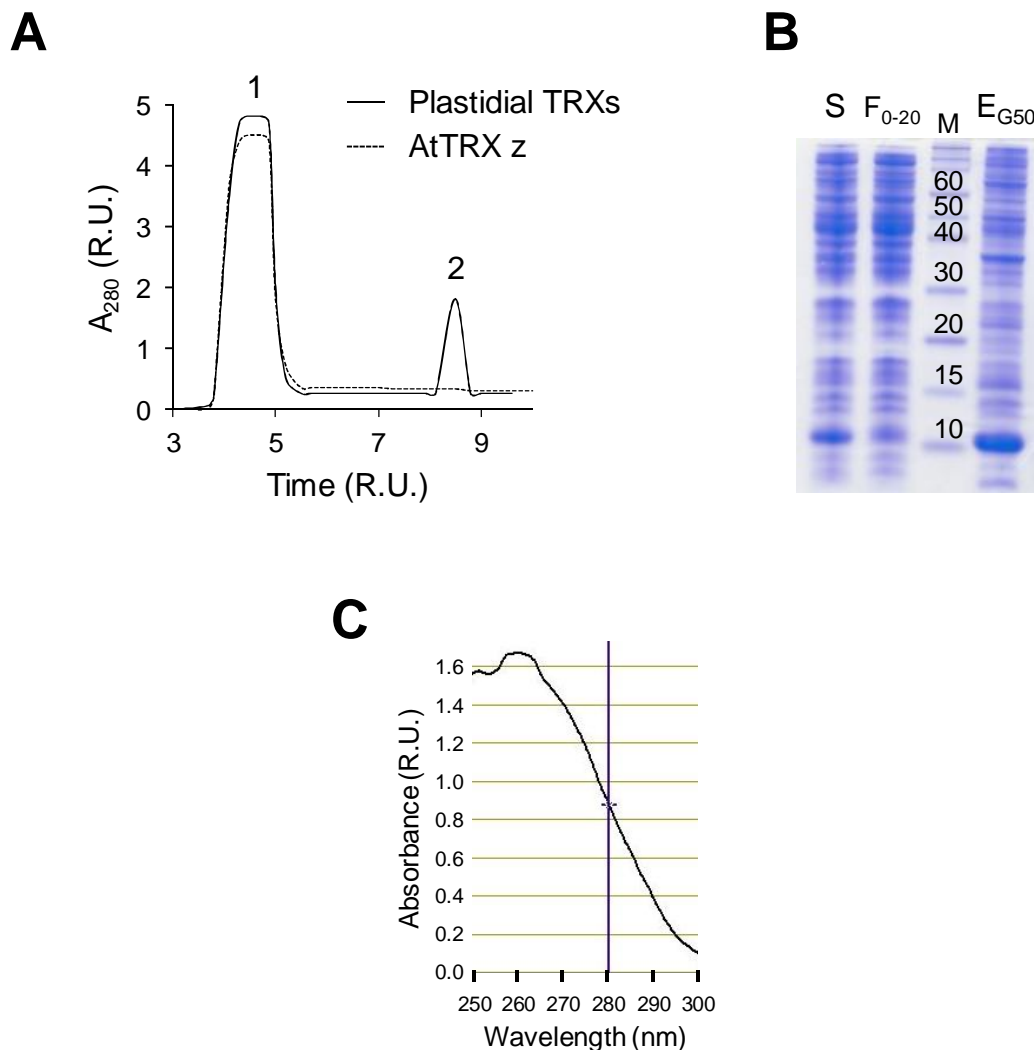 A
1
Plastidial TRXs
AtTRX z
2
5
4
3
2
1
0
A280 (R.U.)
3 5 7 9
Time (R.U.)
B
S F0-20 M EG50
60
50
40
30
20
15
10
C
1.6
1.4
1.2
1.0
0.8
0.6
0.4
0.2
0.0
Absorbance (R.U.)
250 260 270 280 290 300
Wavelength (nm)